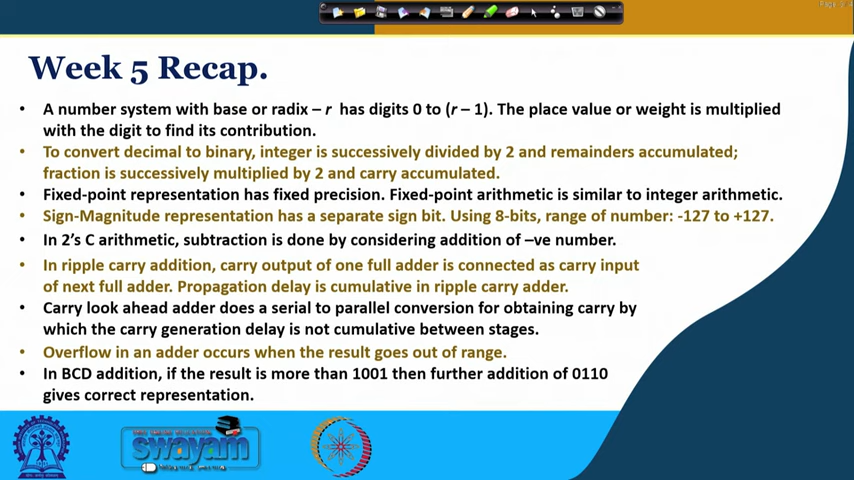 Week 5 Recap.
• A number system with base or radix – r has digits 0 to (r – 1). The place value or weight is multiplied
with the digit to find its contribution.
• To convert decimal to binary, integer is successively divided by 2 and remainders accumulated;
fraction is successively multiplied by 2 and carry accumulated.
• Fixed-point representation has fixed precision. Fixed-point arithmetic is similar to integer arithmetic.
• Sign-Magnitude representation has a separate sign bit. Using 8-bits, range of number: -127 to +127.
• In 2’s C arithmetic, subtraction is done by considering addition of –ve number.
• In ripple carry addition, carry output of one full adder is connected as carry input
of next full adder. Propagation delay is cumulative in ripple carry adder.
• Carry look ahead adder does a serial to parallel conversion for obtaining carry by
which the carry generation delay is not cumulative between stages.
• Overflow in an adder occurs when the result goes out of range.
• In BCD addition, if the result is more than 1001 then further addition of 0110
gives correct representation.
swayam